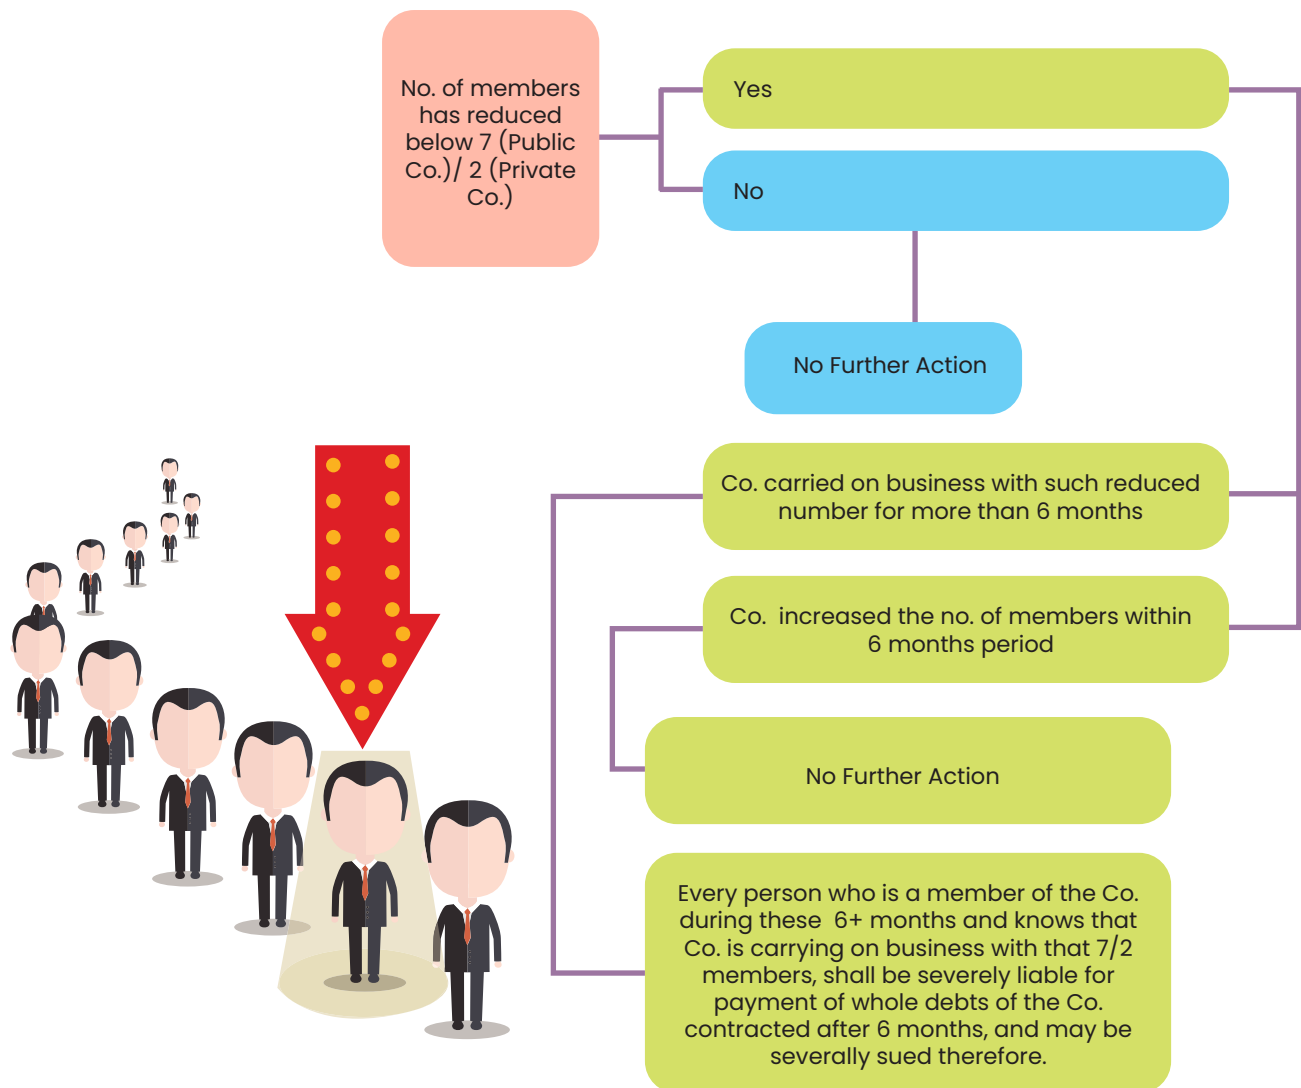 No. of members
has reduced
below 7 (Public
Co.)/ 2 (Private
Co.)
Yes
No
No Further Action
Co. carried on business with such reduced
number for more than 6 months
Co. increased the no. of members within
6 months period
No Further Action
Every person who is a member of the Co.
during these 6+ months and knows that
Co. is carrying on business with that 7/2
members, shall be severely liable for
payment of whole debts of the Co.
contracted after 6 months, and may be
severally sued therefore.